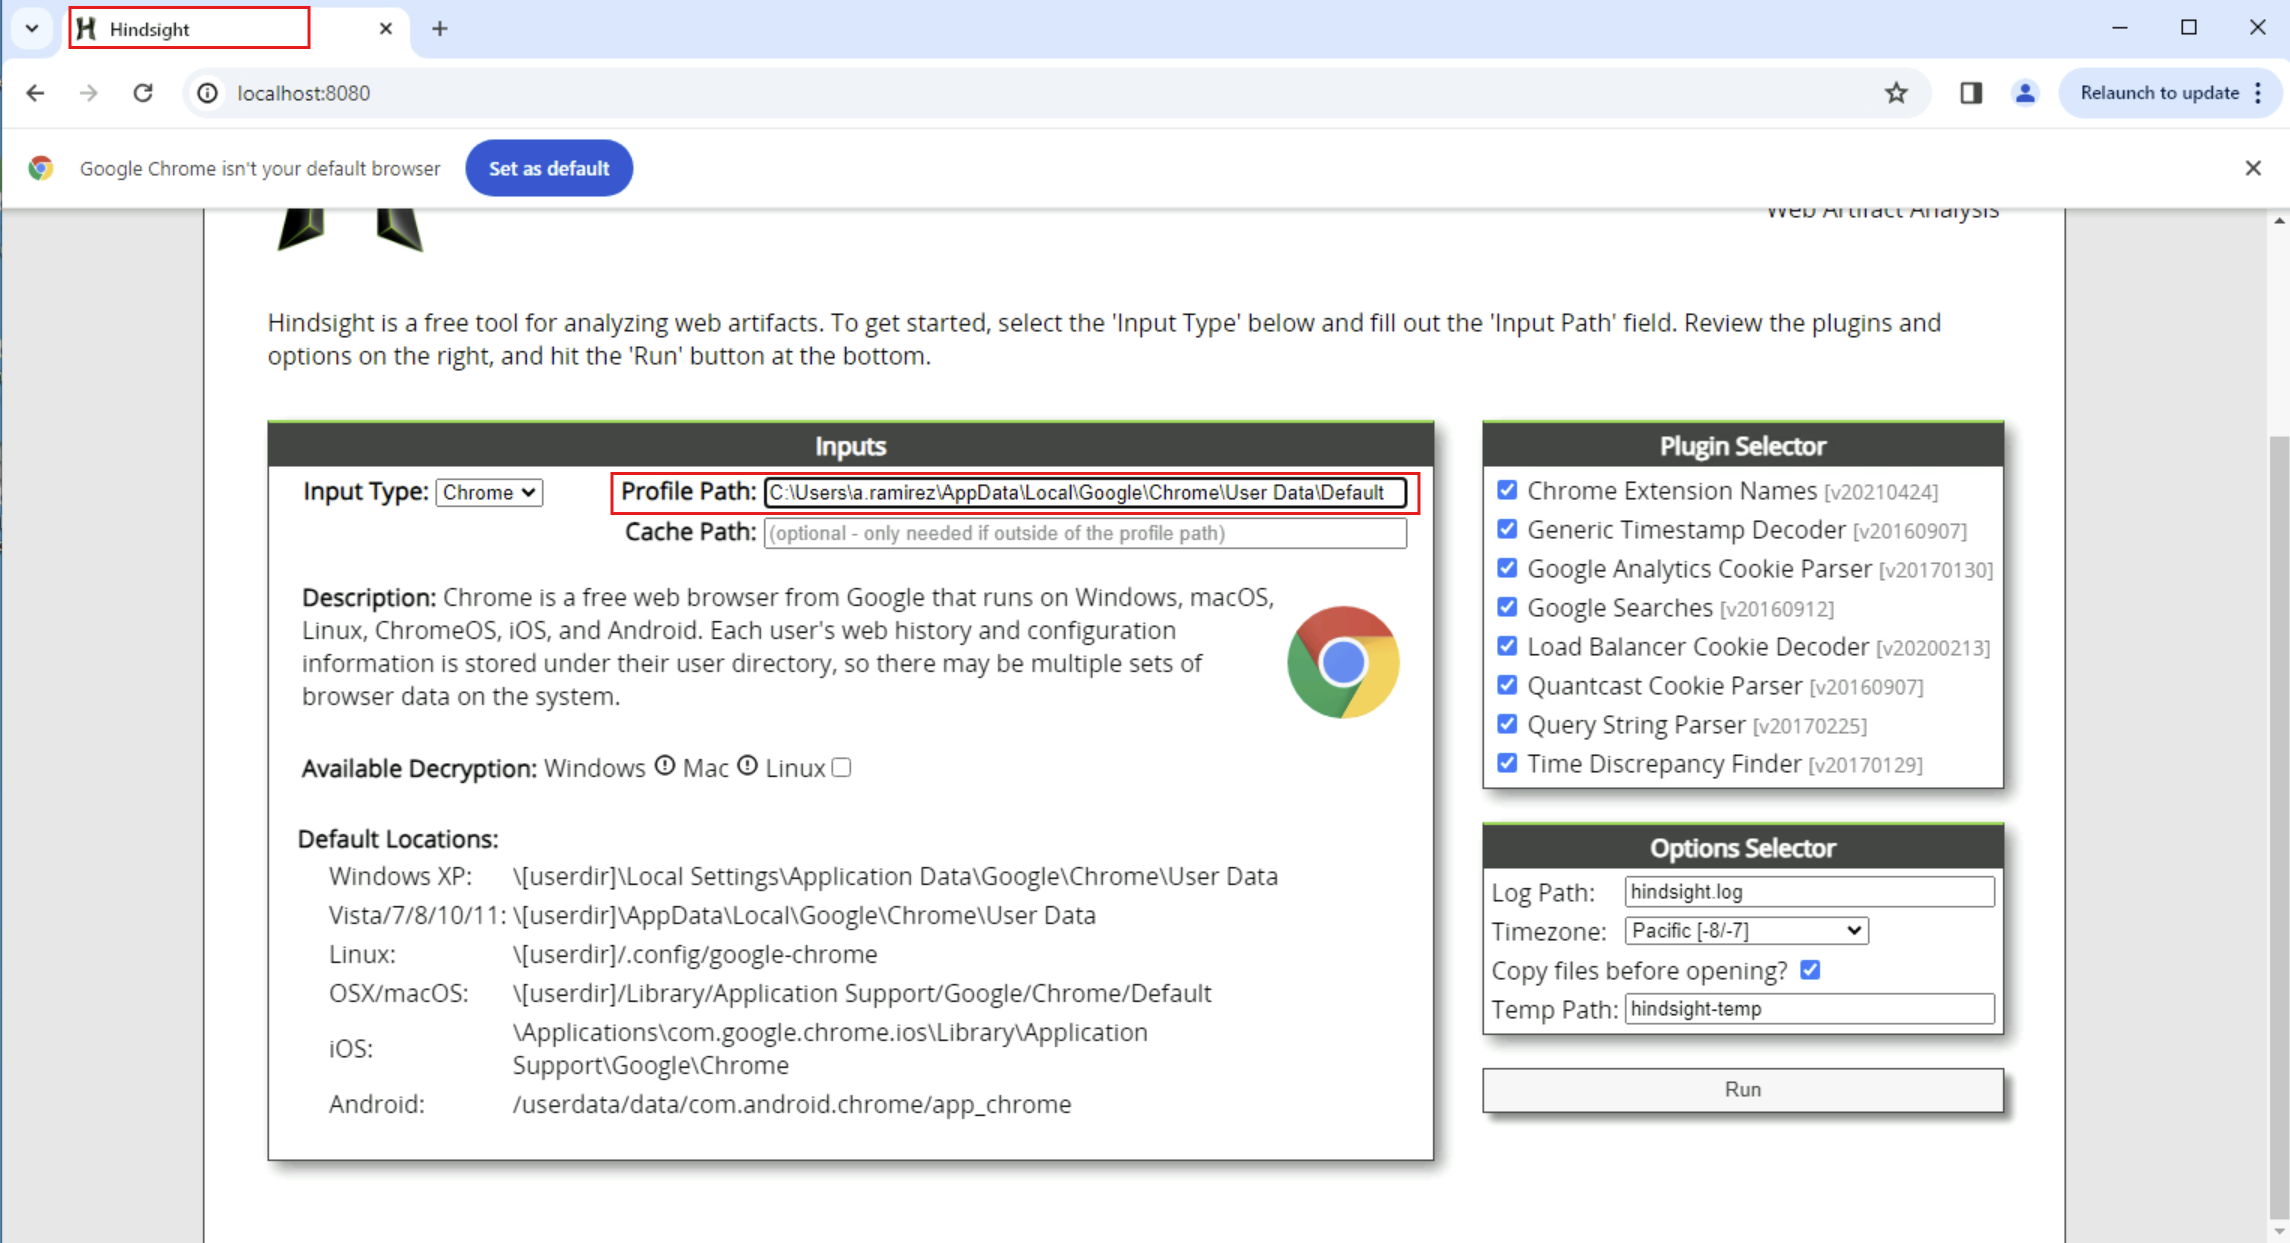 Hindsight
localhost:8080
Relaunch to update
Google Chrome isn't your default browser
Set as default
Web Artifact Analysis
Hindsight is a free tool for analyzing web artifacts. To get started, select the 'Input Type' below and fill out the 'Input Path' field. Review the plugins and
options on the right, and hit the 'Run' button at the bottom.
Inputs
Input Type: Chrome
Profile Path: C:\Users\a.ramirez\AppData\Local\Google\Chrome\User Data\Default
Cache Path: (optional - only needed if outside of the profile path)
Description: Chrome is a free web browser from Google that runs on Windows, macOS,
Linux, ChromeOS, iOS, and Android. Each user's web history and configuration
information is stored under their user directory, so there may be multiple sets of
browser data on the system.
Available Decryption: Windows Mac Linux
Default Locations:
Windows XP: \[userdir]\Local Settings\Application Data\Google\Chrome\User Data
Vista/7/8/10/11: \[userdir]\AppData\Local\Google\Chrome\User Data
Linux: \[userdir]/.config/google-chrome
OSX/macOS: \[userdir]/Library/Application Support/Google/Chrome/Default
iOS: \Applications\com.google.chrome.ios\Library\Application
Support\Google\Chrome
Android: /userdata/data/com.android.chrome/app_chrome
Plugin Selector
Chrome Extension Names [v20210424]
Generic Timestamp Decoder [v20160907]
Google Analytics Cookie Parser [v20170130]
Google Searches [v20160912]
Load Balancer Cookie Decoder [v20200213]
Quantcast Cookie Parser [v20160907]
Query String Parser [v20170225]
Time Discrepancy Finder [v20170129]
Options Selector
Log Path: hindsight.log
Timezone: Pacific [-8/-7]
Copy files before opening?
Temp Path: hindsight-temp
Run